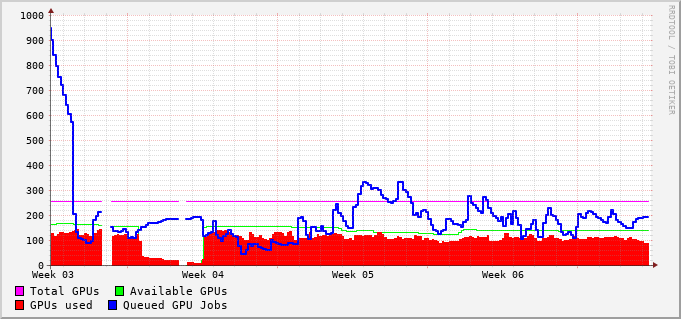 1000
900
800
700
600
500
400
300
200
100
0
Week 03 Week 04 Week 05 Week 06
Total GPUs Available GPUs
GPUs used Queued GPU Jobs
RRDTOOL / TOBI OETIKER